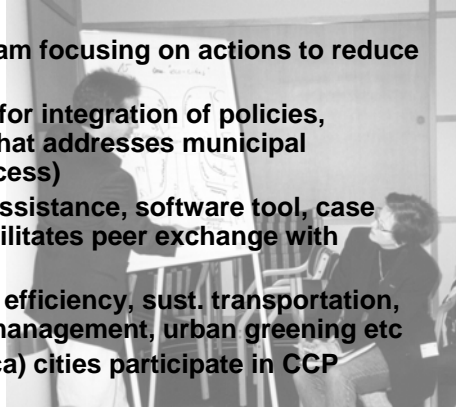 am focusing on actions to reduce
for integration of policies,
hat addresses municipal
cess)
ssistance, software tool, case
ilitates peer exchange with
efficiency, sust. transportation,
management, urban greening etc
ca) cities participate in CCP